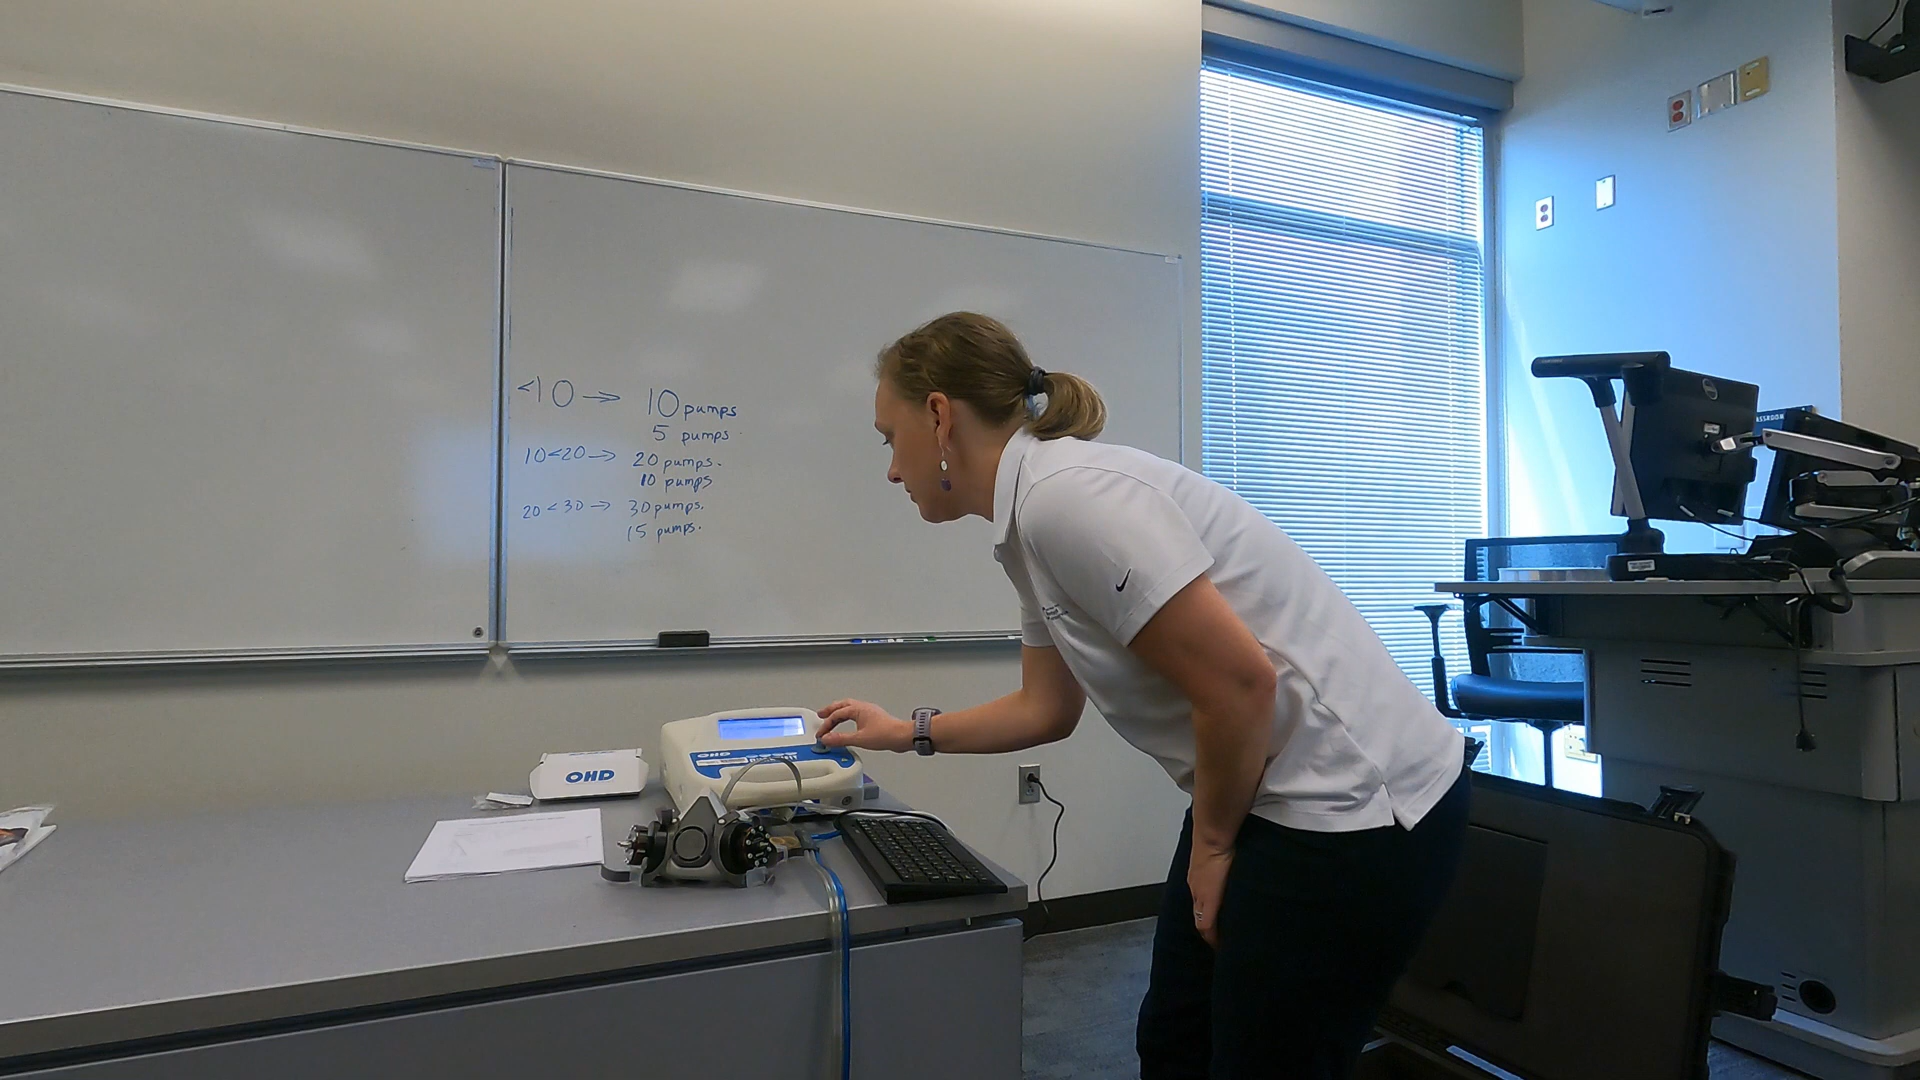 <10 → 10 pumps
5 pumps
10<20 → 20 pumps.
10 pumps
20 < 30 → 30 pumps.
15 pumps.
OHD
OHD
DELL